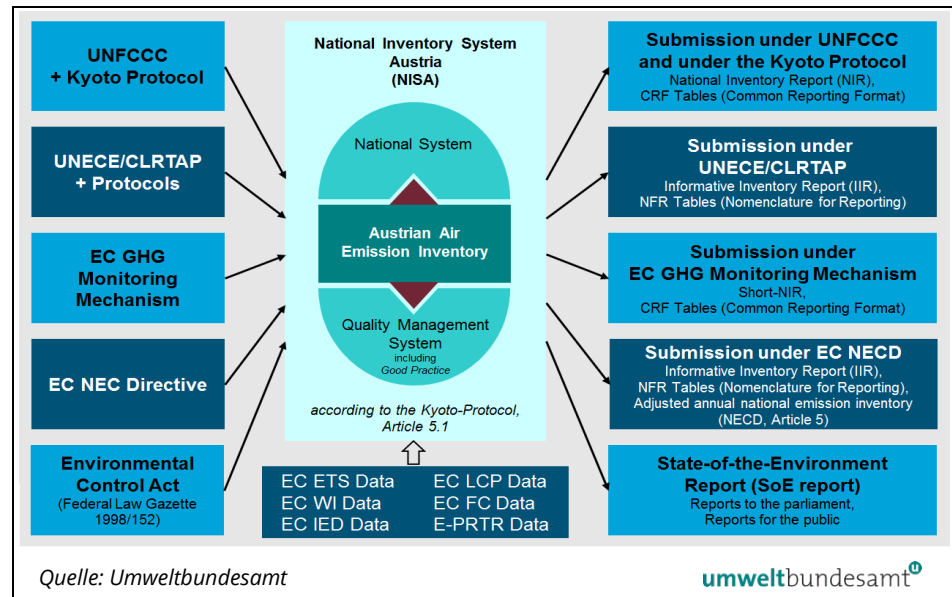 UNFCCC
+ Kyoto Protocol
UNECE/CLRTAP
+ Protocols
EC GHG
Monitoring
Mechanism
EC NEC Directive
Environmental
Control Act
(Federal Law Gazette
1998/152)
National Inventory System
Austria
(NISA)
National System
Austrian Air
Emission Inventory
Quality Management
System
including
Good Practice
according to the Kyoto-Protocol,
Article 5.1
EC ETS Data EC LCP Data
EC WI Data EC FC Data
EC IED Data E-PRTR Data
Submission under UNFCCC
and under the Kyoto Protocol
National Inventory Report (NIR),
CRF Tables (Common Reporting Format)
Submission under
UNECE/CLRTAP
Informative Inventory Report (IIR),
NFR Tables (Nomenclature for Reporting)
Submission under
EC GHG Monitoring Mechanism
Short-NIR,
CRF Tables (Common Reporting Format)
Submission under EC NECD
Informative Inventory Report (IIR),
NFR Tables (Nomenclature for Reporting),
Adjusted annual national emission inventory
(NECD, Article 5)
State-of-the-Environment
Report (SoE report)
Reports to the parliament,
Reports for the public
Quelle: Umweltbundesamt
umweltbundesamt u